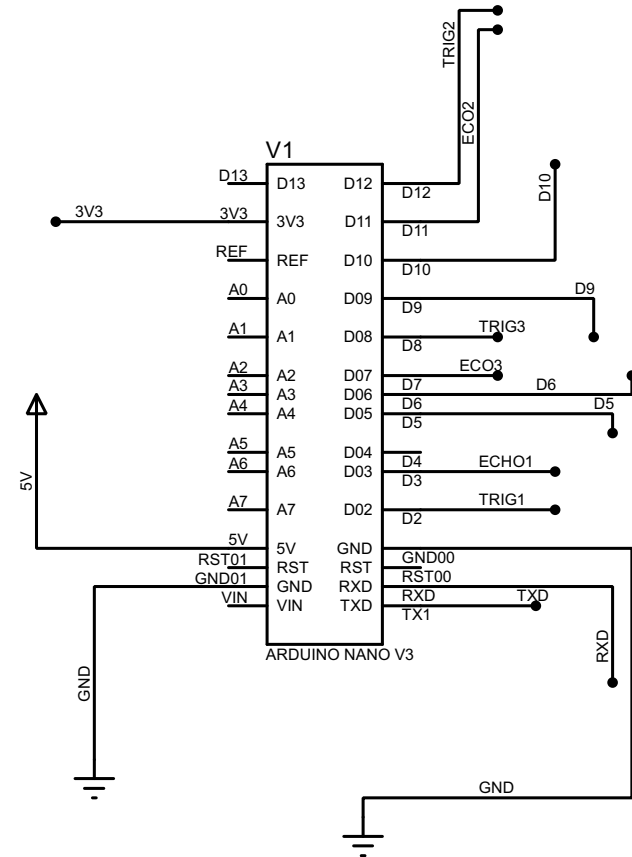 TRIG2
ECO2
V1
D13 D13 D12 D12
D10
3V3 3V3 3V3 D11 D11
REF REF D10 D10
A0 A0 D09 D9 D9
A1 A1 D08 D8 TRIG3
A2 A2 D07 D7 ECO3
A3 A3 D06 D6 D6
A4 A4 D05 D5 D5
A5 A5 D04 D4
A6 A6 D03 D3 ECHO1
A7 A7 D02 D2 TRIG1
5V
5V 5V GND GND00
RST01 RST RST RST00
GND01 GND RXD RXD
VIN VIN TXD TX1 TXD
ARDUINO NANO V3
RXD
GND
GND